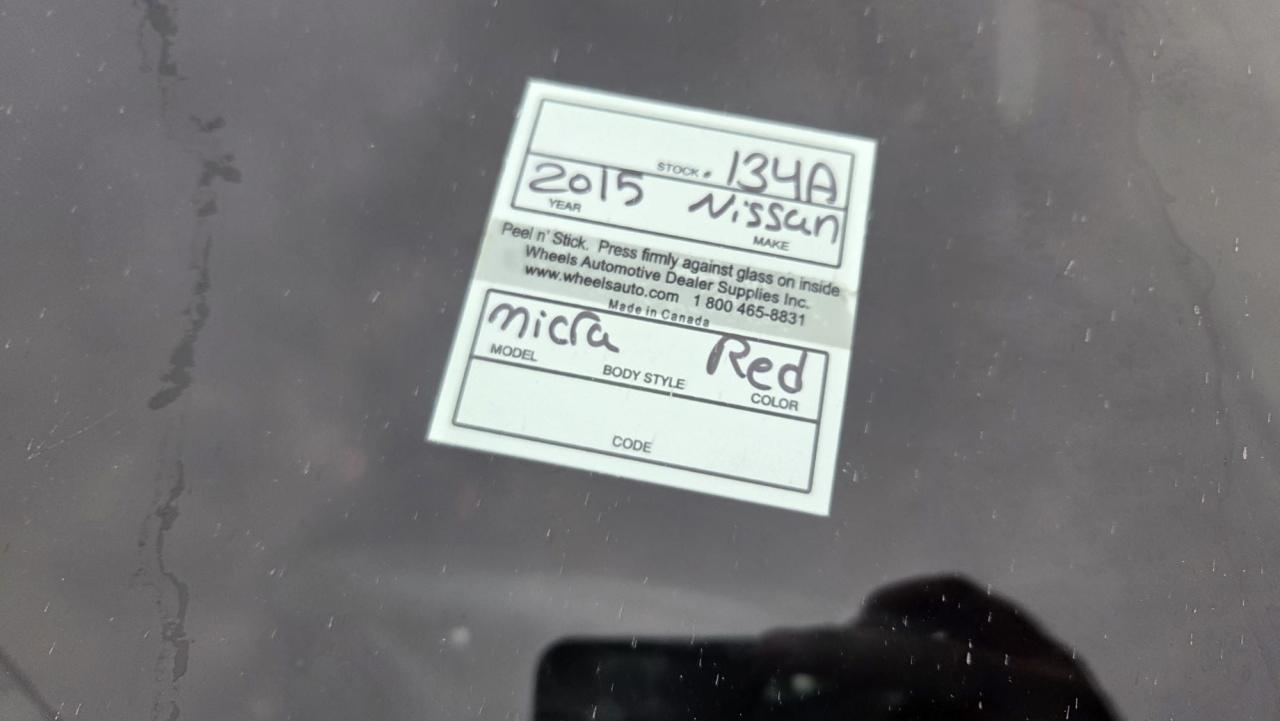 STOCK # 134A
2015 Nissan
YEAR MAKE
Peel n' Stick. Press firmly against glass on inside
Wheels Automotive Dealer Supplies Inc.
www.wheelsauto.com 1 800 465-8831
Made in Canada
micra Red
MODEL BODY STYLE COLOR
CODE